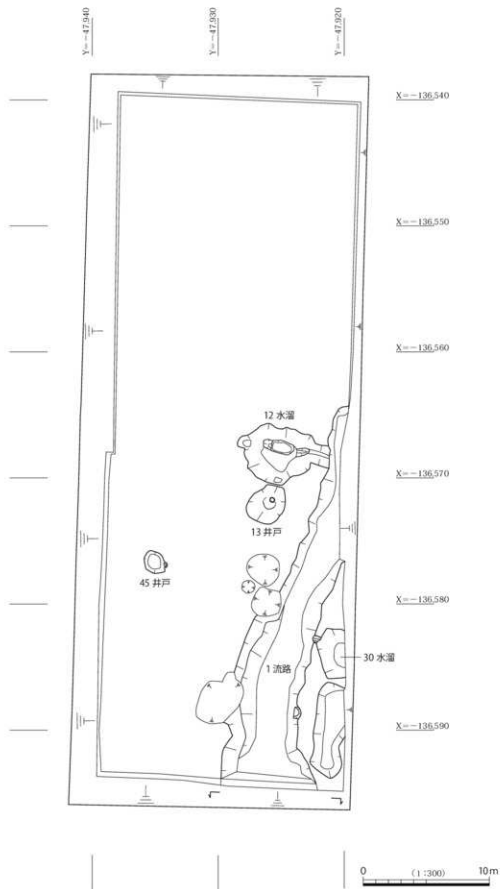 Y=-47,940
Y=-47,930
Y=-47,920
X=-136,540
X=-136,550
X=-136,560
12 水溜
X=-136,570
13 井戸
45 井戸
X=-136,580
1 流路
30 水溜
X=-136,590
0 (1:300) 10m